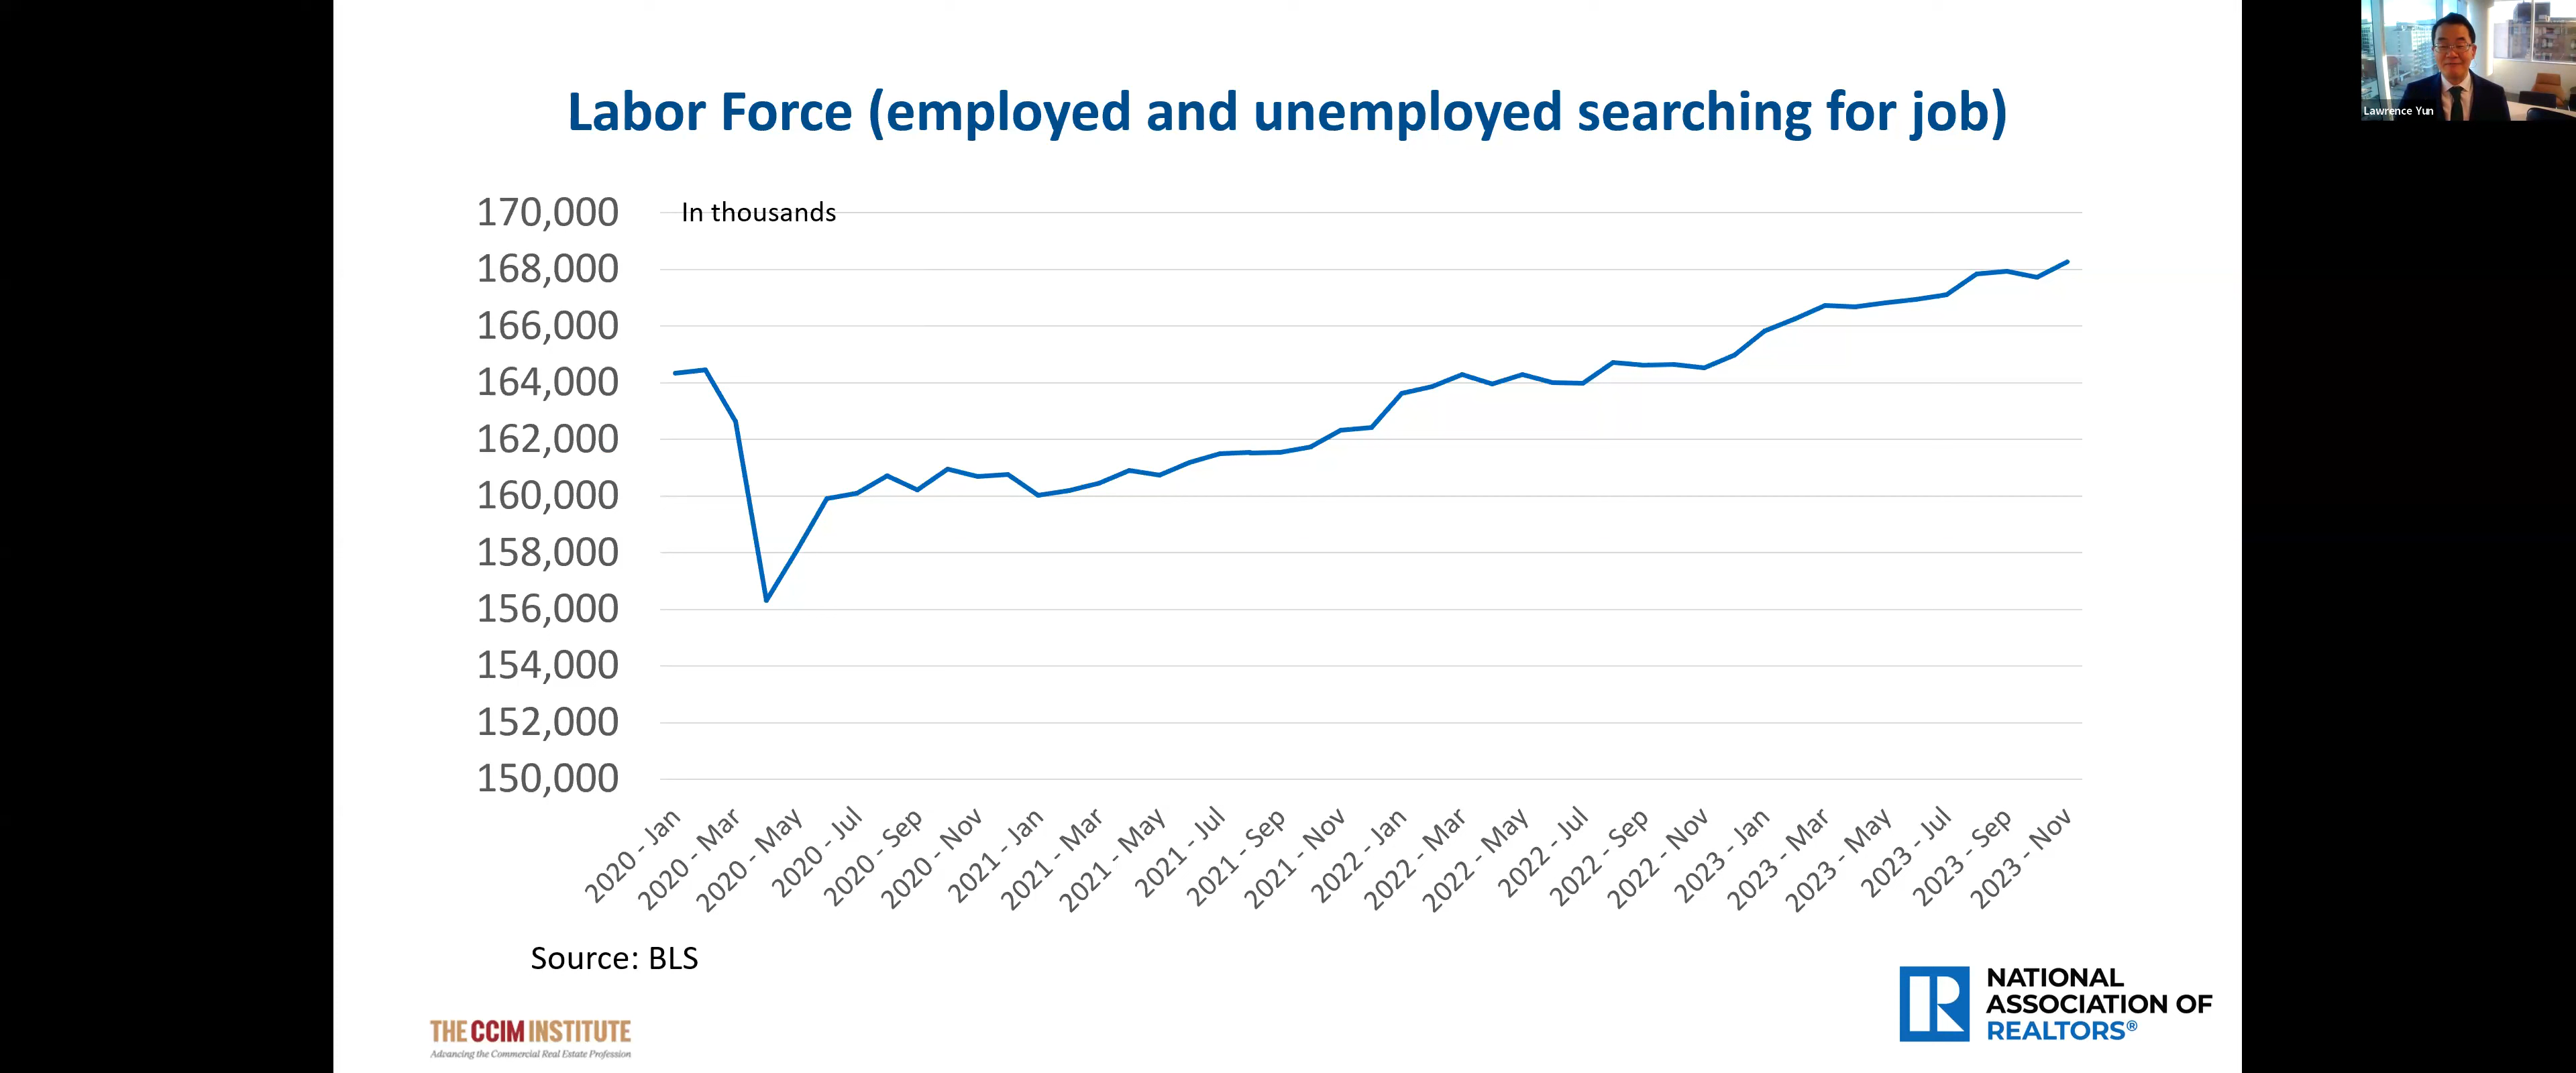 Labor Force (employed and unemployed searching for job)
Lawrence Yun
In thousands
170,000
168,000
166,000
164,000
162,000
160,000
158,000
156,000
154,000
152,000
150,000
2020 - Jan
2020 - Mar
2020 - May
2020 - Jul
2020 - Sep
2020 - Nov
2021 - Jan
2021 - Mar
2021 - May
2021 - Jul
2021 - Sep
2021 - Nov
2022 - Jan
2022 - Mar
2022 - May
2022 - Jul
2022 - Sep
2022 - Nov
2023 - Jan
2023 - Mar
2023 - May
2023 - Jul
2023 - Sep
2023 - Nov
Source: BLS
THE CCIM INSTITUTE
Advancing the Commercial Real Estate Profession
R
NATIONAL
ASSOCIATION OF
REALTORS®